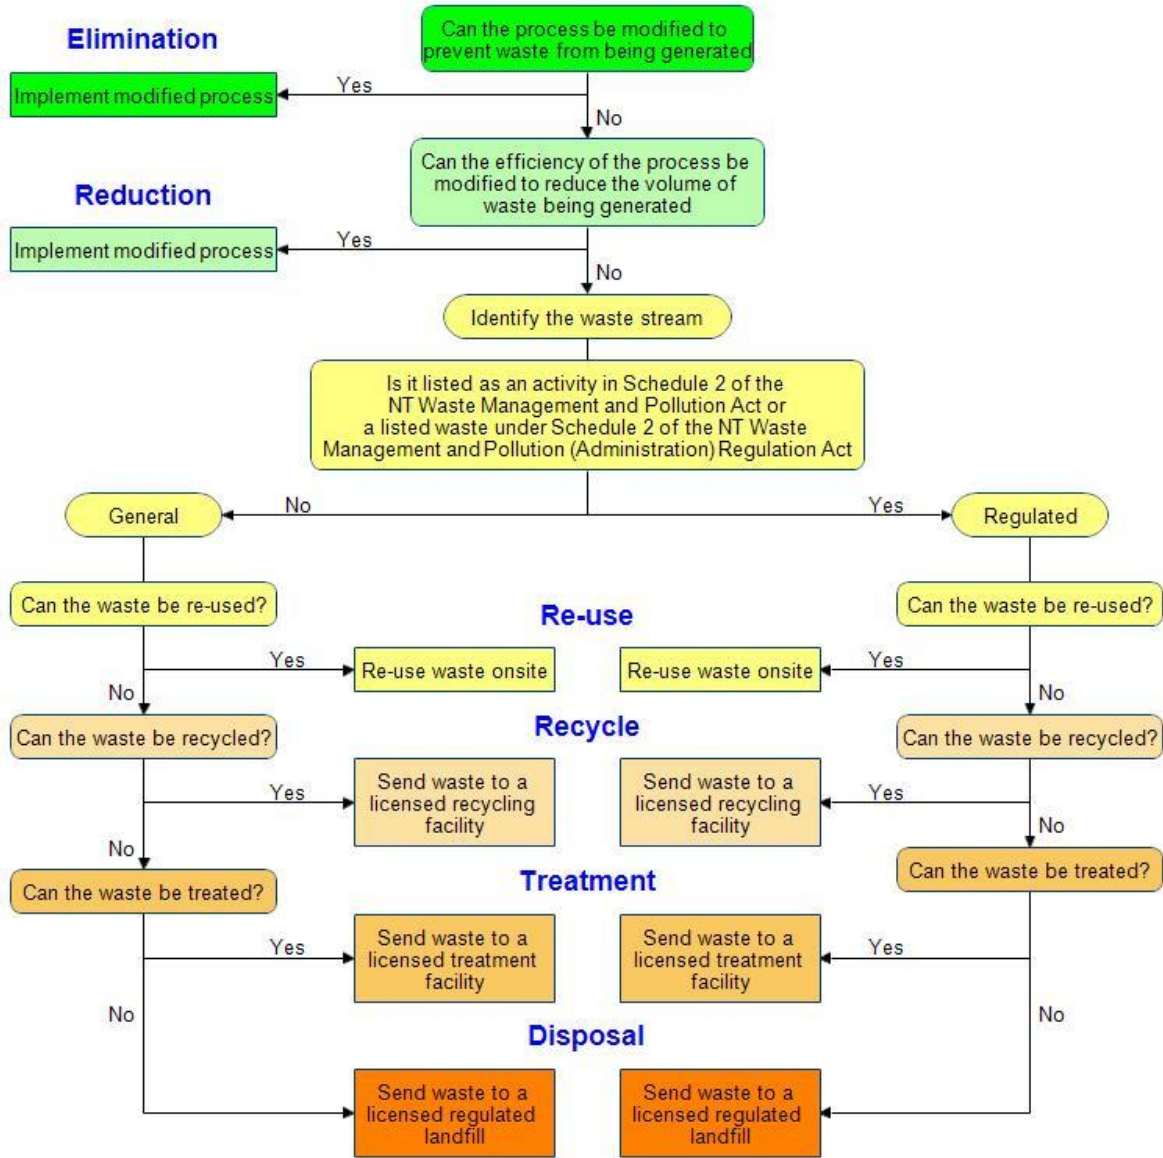 Elimination
Can the process be modified to
prevent waste from being generated
Yes
Implement modified process
No
Can the efficiency of the process be
modified to reduce the volume of
waste being generated
Reduction
Yes
Implement modified process
No
Identify the waste stream
Is it listed as an activity in Schedule 2 of the
NT Waste Management and Pollution Act or
a listed waste under Schedule 2 of the NT Waste
Management and Pollution (Administration) Regulation Act
No
Yes
General
Regulated
Can the waste be re-used?
Can the waste be re-used?
Re-use
Yes
Re-use waste onsite
Re-use waste onsite
Yes
No
No
Can the waste be recycled?
Recycle
Can the waste be recycled?
Yes
Send waste to a
licensed recycling
facility
Send waste to a
licensed recycling
facility
Yes
No
No
Can the waste be treated?
Treatment
Can the waste be treated?
Yes
Send waste to a
licensed treatment
facility
Send waste to a
licensed treatment
facility
Yes
No
No
Disposal
Send waste to a
licensed regulated
landfill
Send waste to a
licensed regulated
landfill